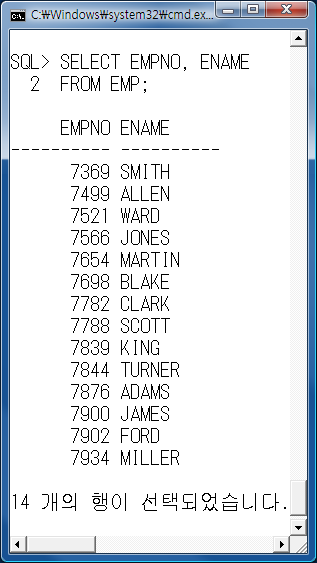 C:\Windows\system32\cmd.ex...
SQL> SELECT EMPNO, ENAME
2 FROM EMP;
EMPNO ENAME
---------- ----------
7369 SMITH
7499 ALLEN
7521 WARD
7566 JONES
7654 MARTIN
7698 BLAKE
7782 CLARK
7788 SCOTT
7839 KING
7844 TURNER
7876 ADAMS
7900 JAMES
7902 FORD
7934 MILLER
14 개의 행이 선택되었습니다.